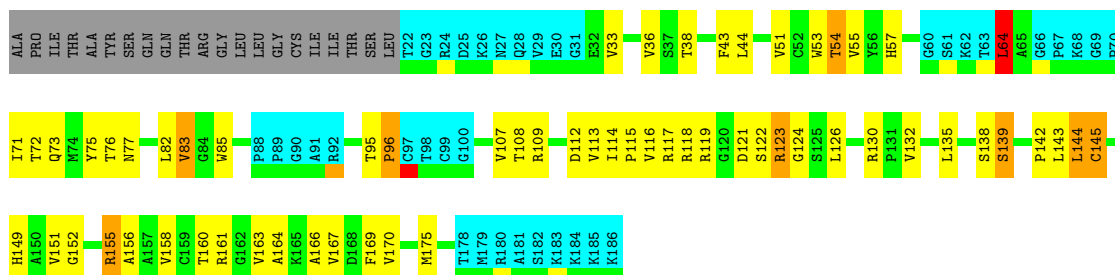 ALA PRO ILE THR ALA TYR SER GLN GLN THR ARG GLY LEU LEU GLY CYS ILE ILE THR SER LEU T22 G23 R24 D25 K26 N27 Q28 V29 E30 G31 E32 V33 V36 S37 T38 F43 L44 V51 C52 W53 T54 V55 Y56 H57 G60 S61 K62 T63 L64 A65 G66 P67 K68 G69 P70
I71 T72 Q73 M74 Y75 T76 N77 L82 V83 G84 W85 P88 P89 G90 A91 R92 T95 P96 C97 T98 C99 G100 V107 T108 R109 D112 V113 I114 P115 V116 R117 R118 R119 G120 D121 S122 R123 G124 S125 L126 R130 P131 V132 L135 S138 S139 P142 L143 L144 C145
H149 A150 V151 G152 R155 A156 A157 V158 C159 T160 R161 G162 V163 A164 K165 A166 V167 D168 F169 V170 M175 T178 M179 R180 A181 S182 K183 K184 K185 K186